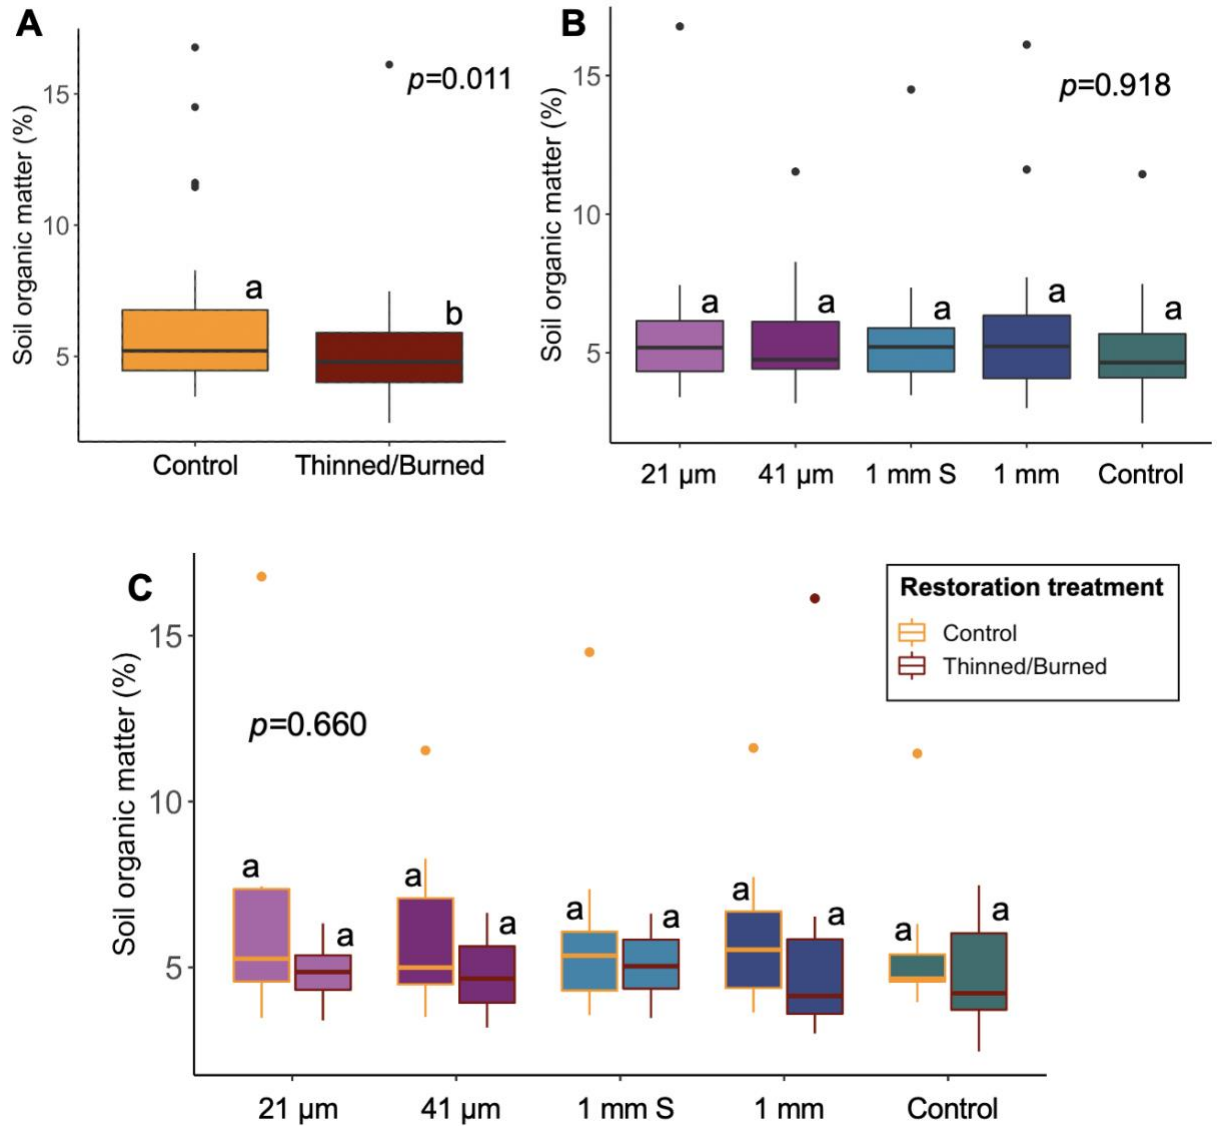 A
Soil organic matter (%)
15
10
5
p=0.011
a
b
Control
Thinned/Burned
B
Soil organic matter (%)
15
10
5
p=0.918
a
a
a
a
a
21 µm
41 µm
1 mm S
1 mm
Control
C
Soil organic matter (%)
15
10
5
p=0.660
Restoration treatment
Control
Thinned/Burned
a
a
a
a
a
a
a
a
a
a
21 µm
41 µm
1 mm S
1 mm
Control